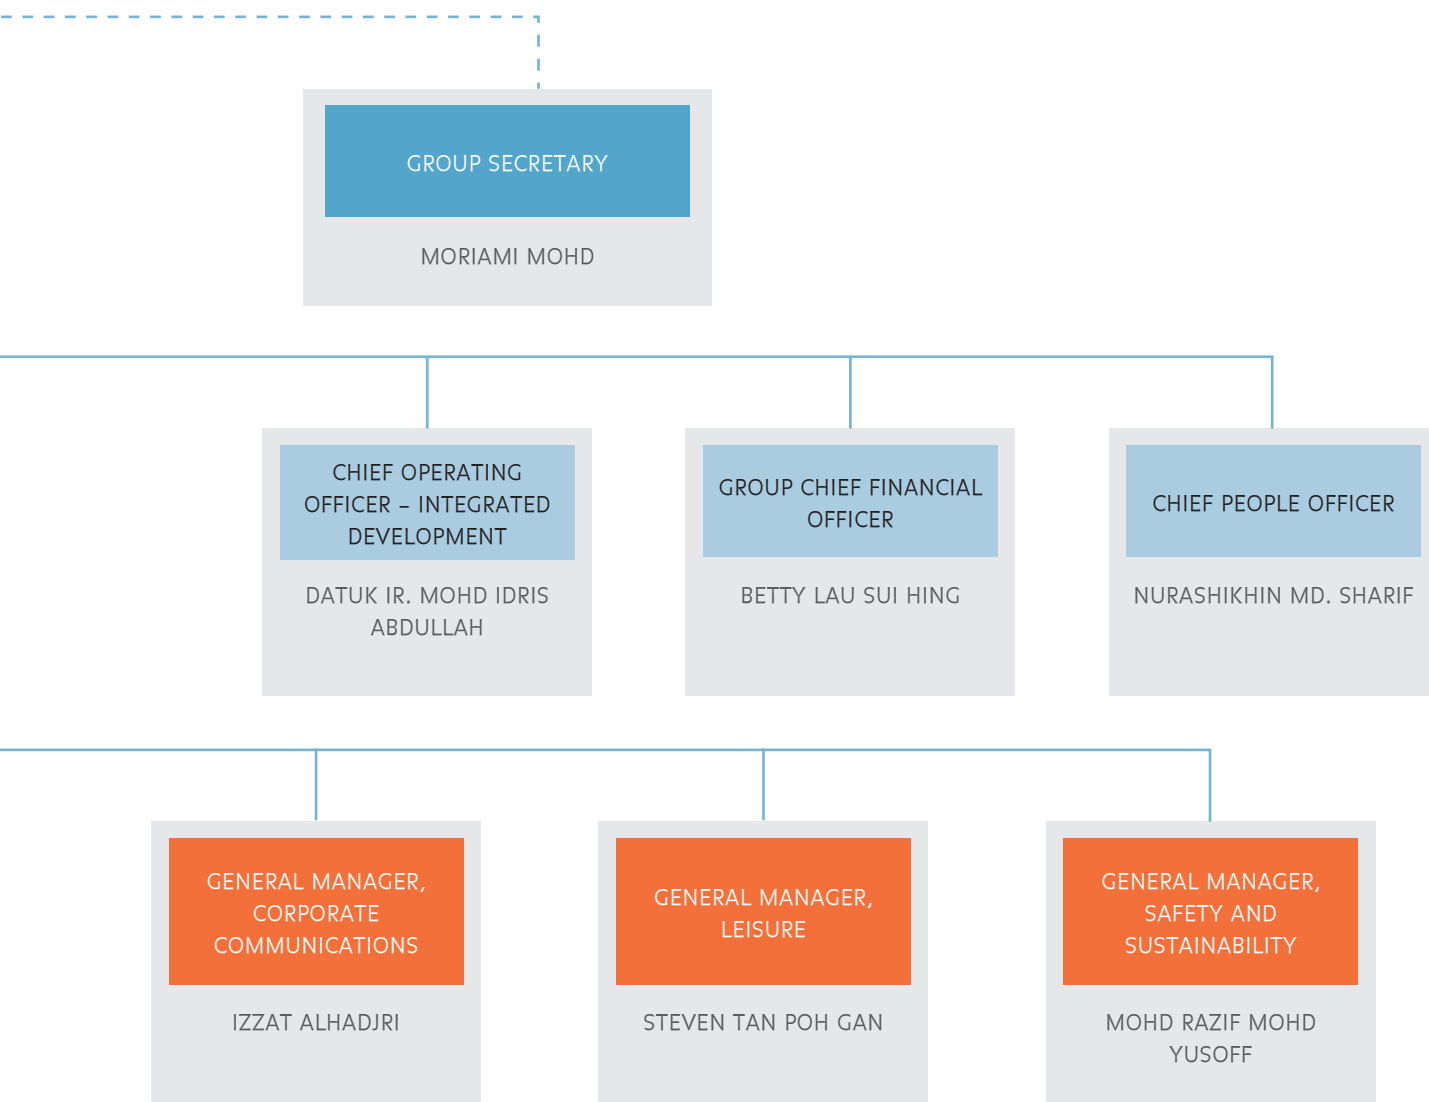 GROUP SECRETARY
MORIAMI MOHD
CHIEF OPERATING
OFFICER – INTEGRATED
DEVELOPMENT
DATUK IR. MOHD IDRIS
ABDULLAH
GROUP CHIEF FINANCIAL
OFFICER
BETTY LAU SUI HING
CHIEF PEOPLE OFFICER
NURASHIKHIN MD. SHARIF
GENERAL MANAGER,
CORPORATE
COMMUNICATIONS
IZZAT ALHADJRI
GENERAL MANAGER,
LEISURE
STEVEN TAN POH GAN
GENERAL MANAGER,
SAFETY AND
SUSTAINABILITY
MOHD RAZIF MOHD
YUSOFF